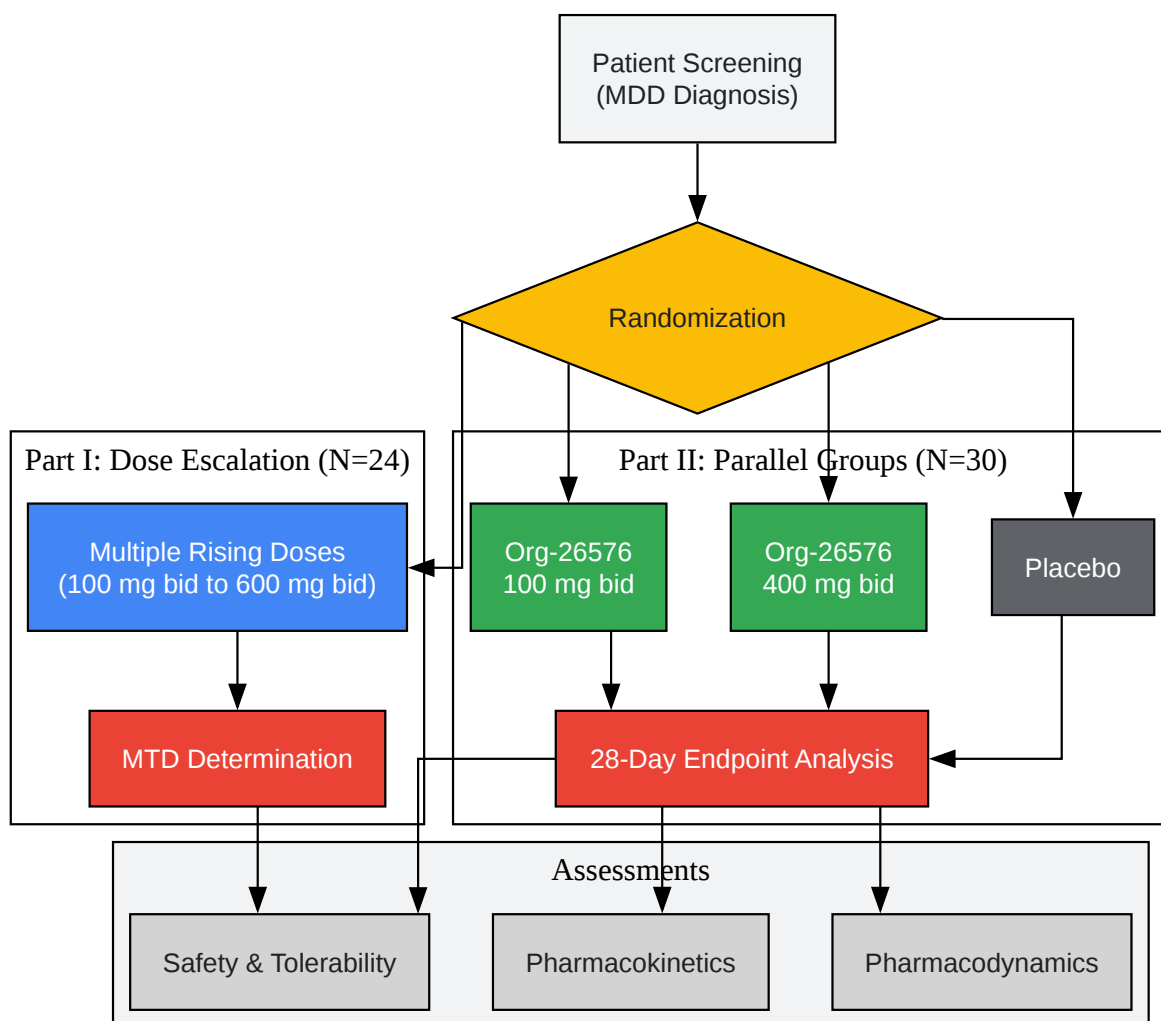 Patient Screening
(MDD Diagnosis)
Randomization
Part I: Dose Escalation (N=24)
Part II: Parallel Groups (N=30)
Multiple Rising Doses
(100 mg bid to 600 mg bid)
Org-26576
100 mg bid
Org-26576
400 mg bid
Placebo
MTD Determination
28-Day Endpoint Analysis
Assessments
Safety & Tolerability
Pharmacokinetics
Pharmacodynamics